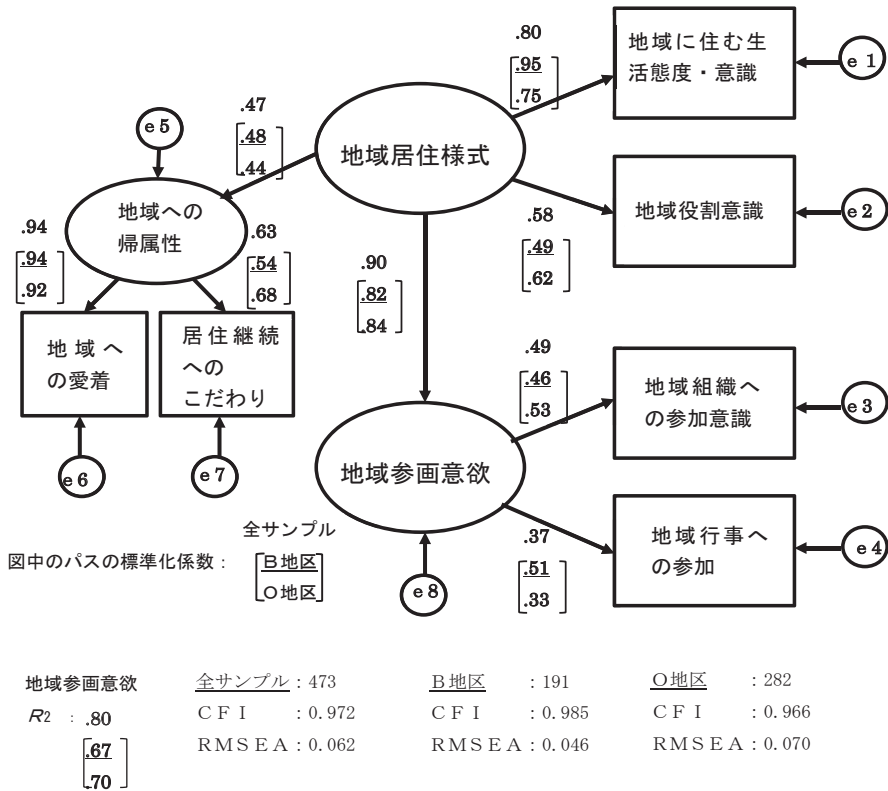 .80
[.95
.75]
地域に住む生
活態度・意識
e1
.47
[.48
.44]
e5
地域居住様式
地域への
帰属性
.94
[.94
.92]
.63
[.54
.68]
.58
[.49
.62]
地域役割意識
e2
.90
[.82
.84]
地域へ
の愛着
居住継続
への
こだわり
e6
e7
.49
[.46
.53]
地域組織へ
の参加意識
e3
地域参画意欲
.37
[.51
.33]
地域行事へ
の参加
e4
e8
図中のパスの標準化係数：
全サンプル
[B地区
O地区]
地域参画意欲
R2 : .80
[.67
.70]
全サンプル : 473
CFI : 0.972
RMSEA : 0.062
B地区 : 191
CFI : 0.985
RMSEA : 0.046
O地区 : 282
CFI : 0.966
RMSEA : 0.070